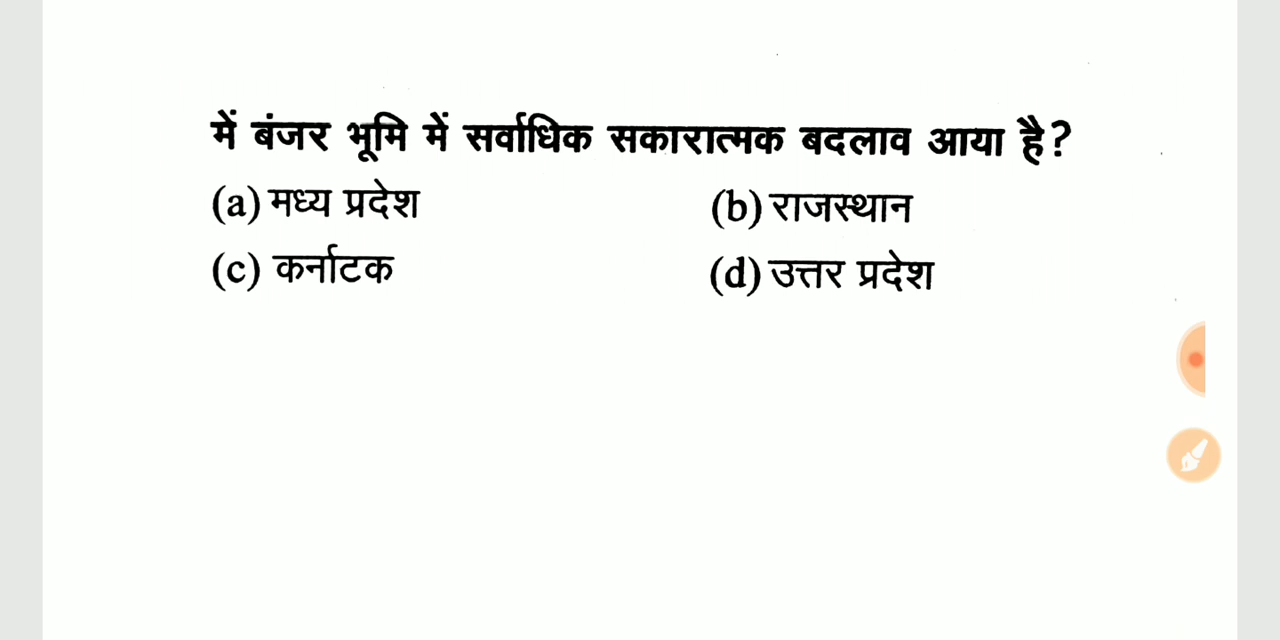 में बंजर भूमि में सर्वाधिक सकारात्मक बदलाव आया है?
(a) मध्य प्रदेश (b) राजस्थान
(c) कर्नाटक (d) उत्तर प्रदेश